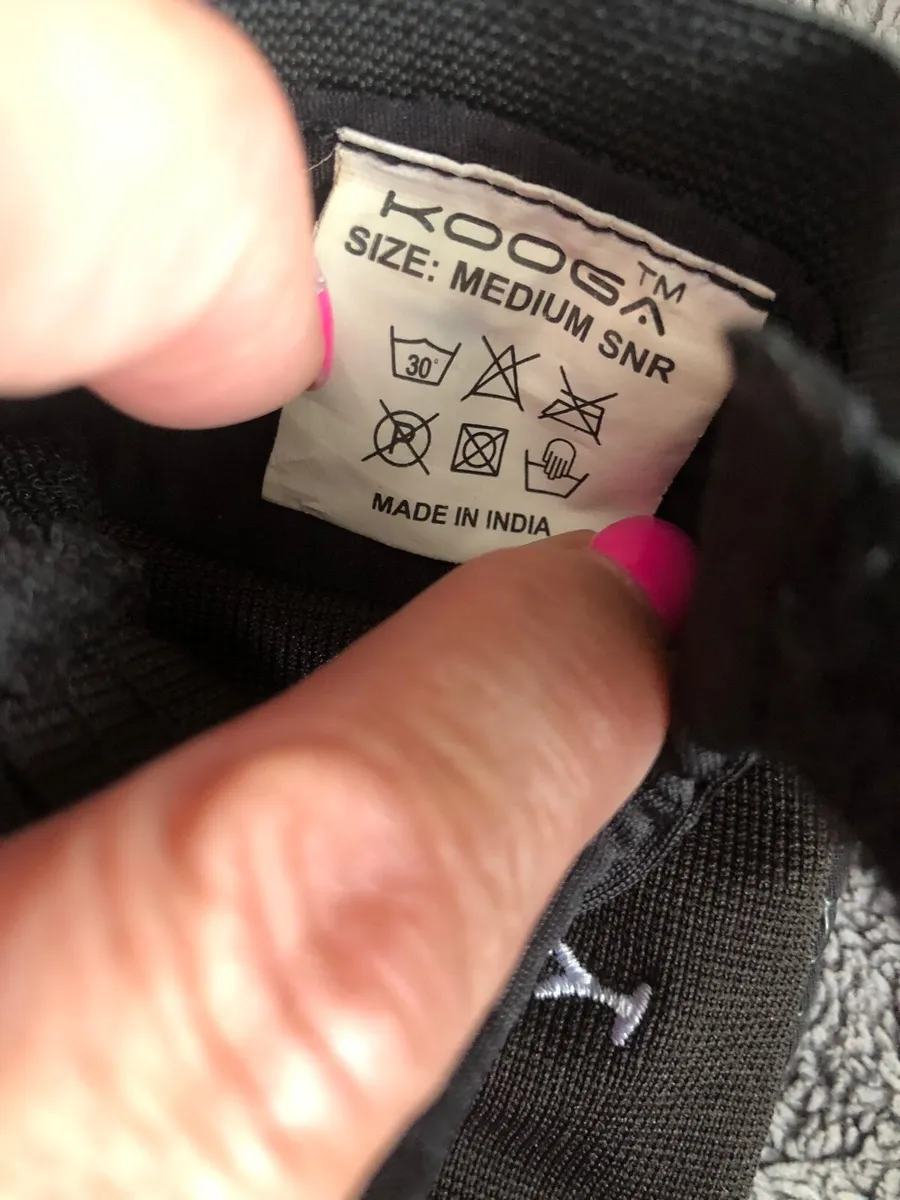 KOOGA™
SIZE: MEDIUM SNR
30°
P
MADE IN INDIA
Y